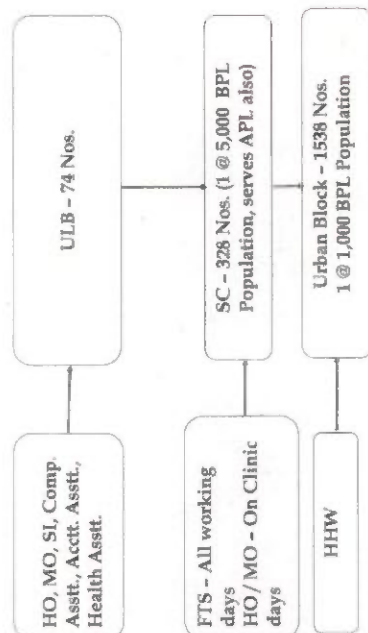 HO, MO, SI, Comp.
Asstt., Acctt. Asstt.,
Health Asstt.
ULB – 74 Nos.
FTS – All working
days
HO / MO – On Clinic
days
SC – 328 Nos. (1 @ 5,000 BPL
Population, serves APL also)
HHW
Urban Block – 1538 Nos.
1 @ 1,000 BPL Population